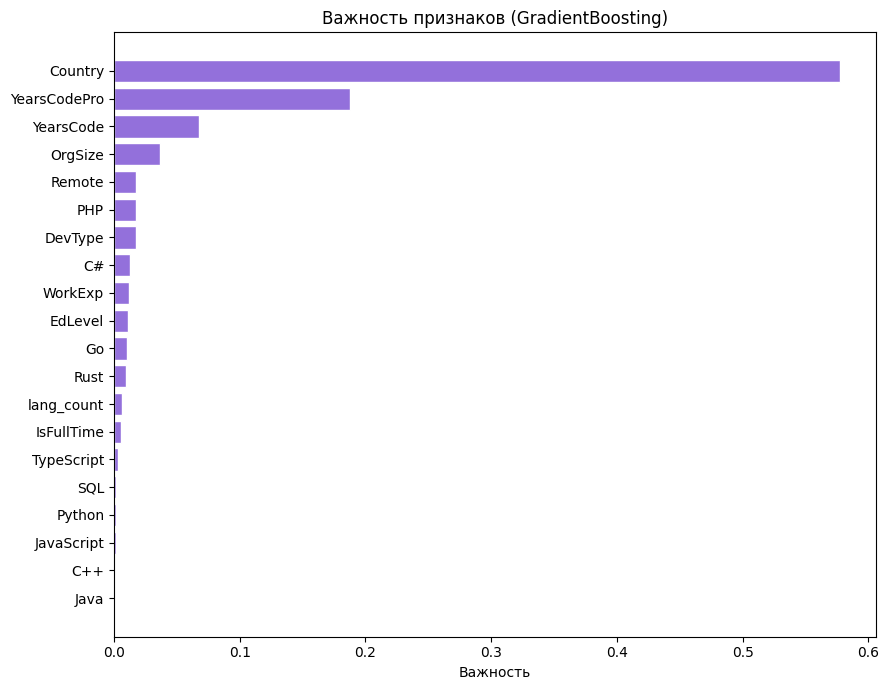 Важность признаков (GradientBoosting)
Country
YearsCodePro
YearsCode
OrgSize
Remote
PHP
DevType
C#
WorkExp
EdLevel
Go
Rust
lang_count
IsFullTime
TypeScript
SQL
Python
JavaScript
C++
Java
0.0 0.1 0.2 0.3 0.4 0.5 0.6
Важность